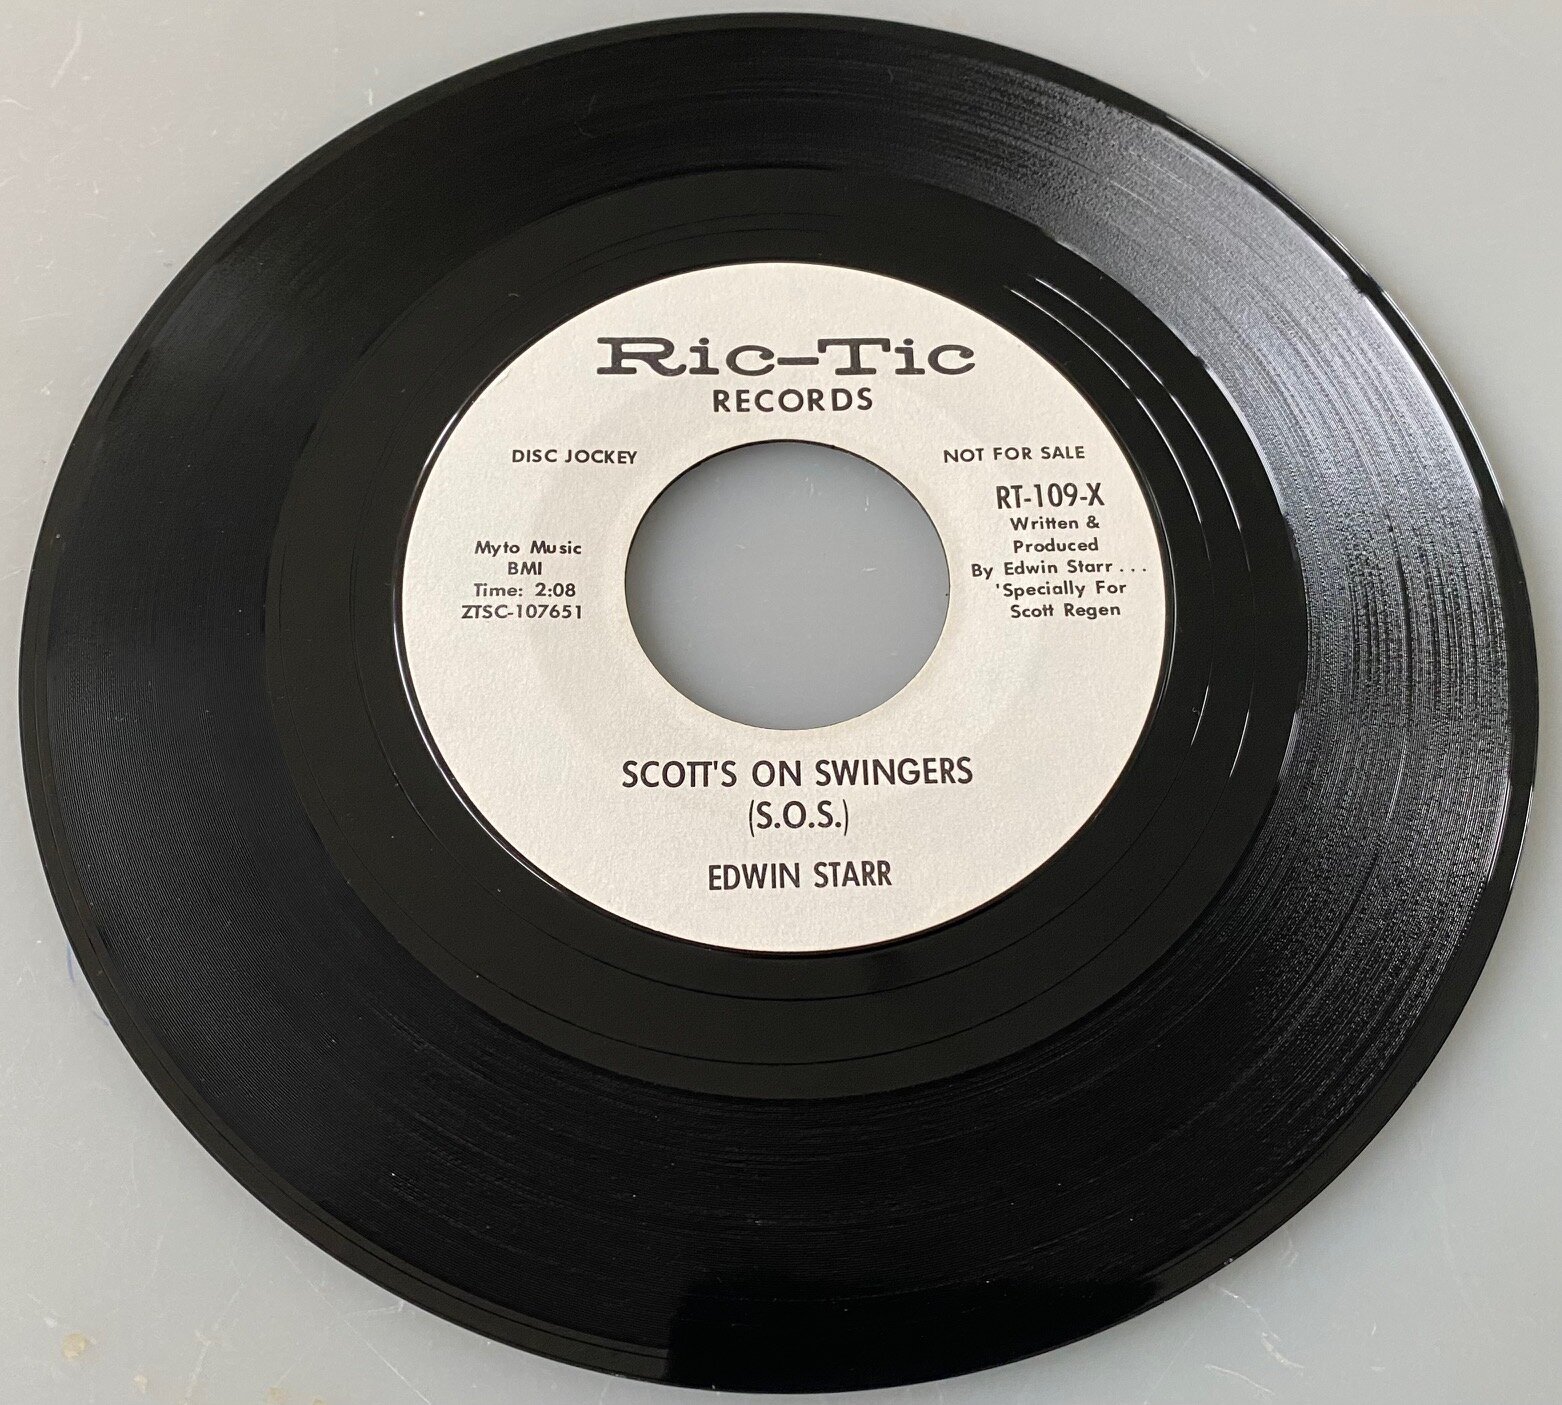 Ric-Tic
RECORDS
DISC JOCKEY
NOT FOR SALE
Myto Music
BMI
Time: 2:08
ZTSC-107651
RT-109-X
Written &
Produced
By Edwin Starr . . .
'Specially For
Scott Regen
SCOTT'S ON SWINGERS
(S.O.S.)
EDWIN STARR